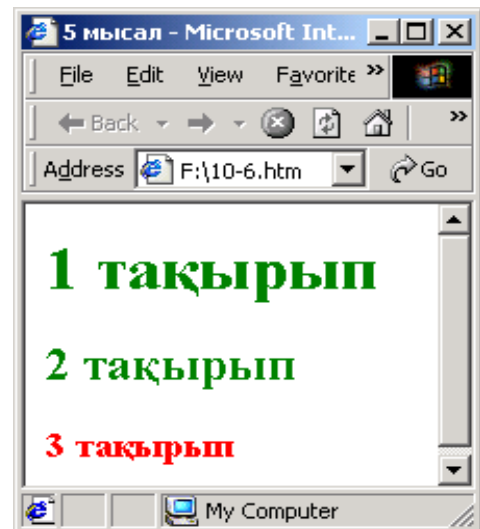 5 мысал - Microsoft Int...
File Edit View Favorite »
Back »
Address F:\10-6.htm Go
1 тақырып
2 тақырып
3 тақырып
My Computer